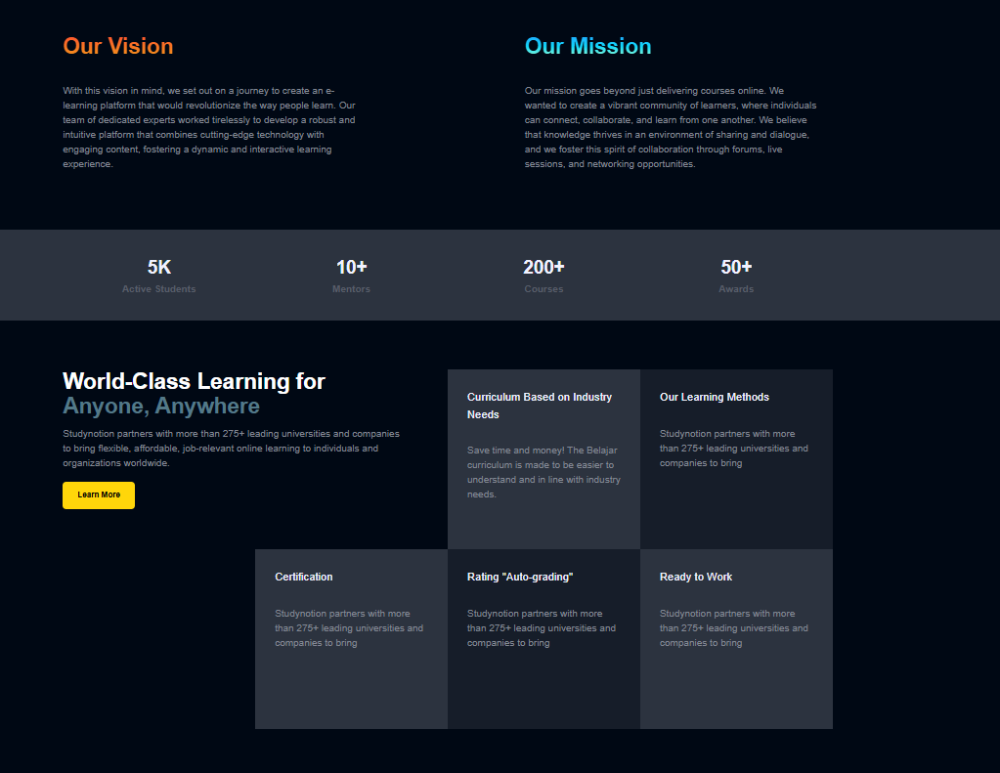 Our Vision
With this vision in mind, we set out on a journey to create an e-
learning platform that would revolutionize the way people learn. Our
team of dedicated experts worked tirelessly to develop a robust and
intuitive platform that combines cutting-edge technology with
engaging content, fostering a dynamic and interactive learning
experience.
Our Mission
Our mission goes beyond just delivering courses online. We
wanted to create a vibrant community of learners, where individuals
can connect, collaborate, and learn from one another. We believe
that knowledge thrives in an environment of sharing and dialogue,
and we foster this spirit of collaboration through forums, live
sessions, and networking opportunities.
5K
Active Students
10+
Mentors
200+
Courses
50+
Awards
World-Class Learning for
Anyone, Anywhere
Studynotion partners with more than 275+ leading universities and companies
to bring flexible, affordable, job-relevant online learning to individuals and
organizations worldwide.
Learn More
Curriculum Based on Industry
Needs
Save time and money! The Belajar
curriculum is made to be easier to
understand and in line with industry
needs.
Our Learning Methods
Studynotion partners with more
than 275+ leading universities and
companies to bring
Certification
Studynotion partners with more
than 275+ leading universities and
companies to bring
Rating "Auto-grading"
Studynotion partners with more
than 275+ leading universities and
companies to bring
Ready to Work
Studynotion partners with more
than 275+ leading universities and
companies to bring